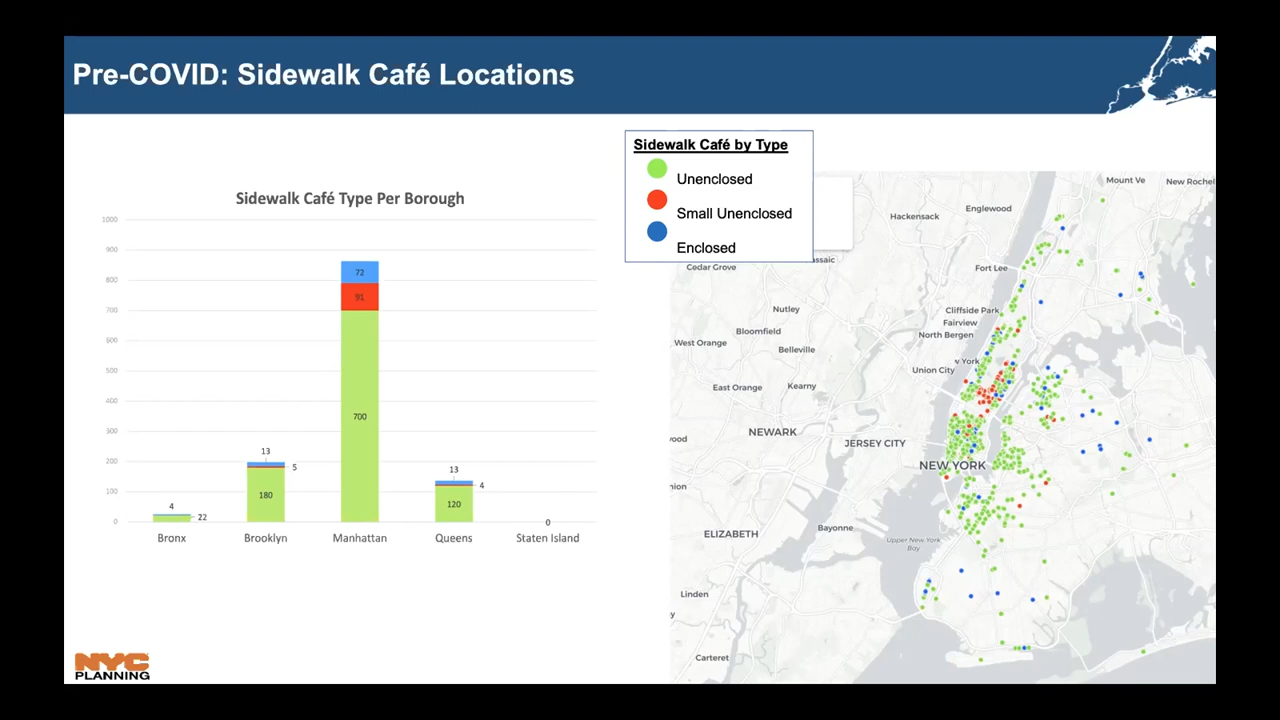 Pre-COVID: Sidewalk Café Locations
Sidewalk Café by Type
Unenclosed
Small Unenclosed
Enclosed
Sidewalk Café Type Per Borough
1000
900
800
700
600
500
400
300
200
100
0
4
22
Bronx
13
5
180
Brooklyn
72
91
700
Manhattan
13
4
120
Queens
0
Staten Island
Mount Ve
New Rochel
Englewood
Hackensack
assaic
Cedar Grove
Fort Lee
Nutley
Cliffside Park
Fairview
Bloomfield
North Bergen
West Orange
Belleville
York
Union City
East Orange
Kearny
NEWARK
ood
JERSEY CITY
NEW YORK
nion
Bayonne
ELIZABETH
Upper New York
Bay
Linden
y
Carteret
NYC
PLANNING